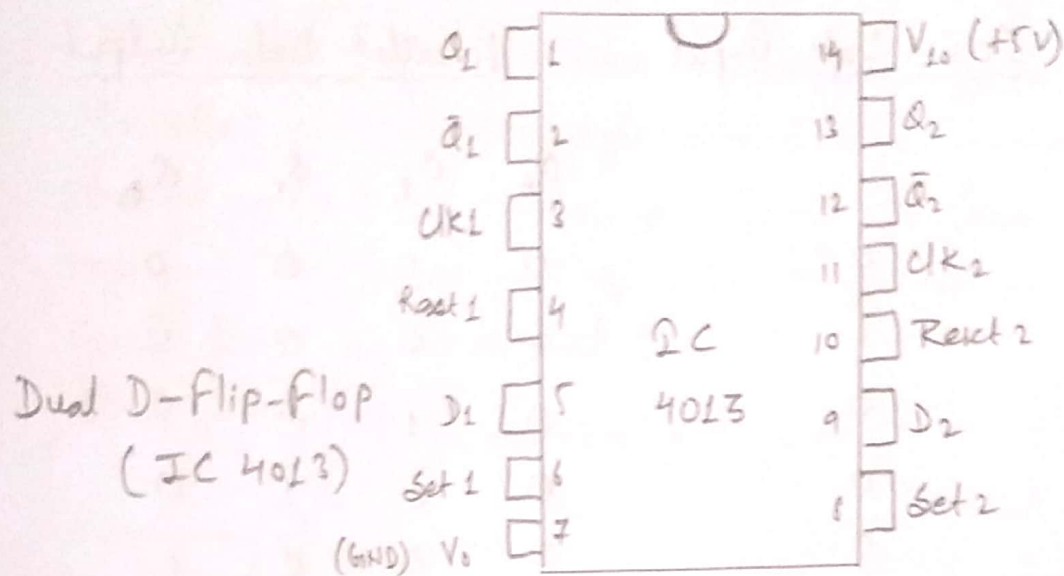 Q₁ 1
Q̄₁ 2
Clk1 3
Reset 1 4
D₁ 5
Set 1 6
(GND) V₀ 7
Dual D-flip-flop
(IC 4013)
IC
4013
14 (+5V)
13 Q₂
12 Q̄₂
11 Clk₂
10 Reset 2
9 D₂
8 Set 2